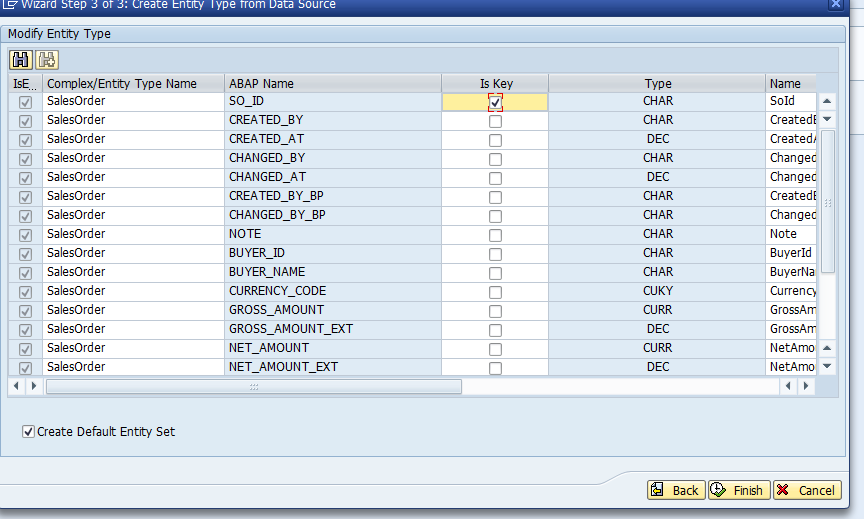 Wizard Step 3 of 3: Create Entity Type from Data Source
Modify Entity Type
IsE... Complex/Entity Type Name ABAP Name Is Key Type Name
SalesOrder SO_ID CHAR SoId
SalesOrder CREATED_BY CHAR CreatedB
SalesOrder CREATED_AT DEC CreatedA
SalesOrder CHANGED_BY CHAR Changed
SalesOrder CHANGED_AT DEC Changed
SalesOrder CREATED_BY_BP CHAR CreatedB
SalesOrder CHANGED_BY_BP CHAR Changed
SalesOrder NOTE CHAR Note
SalesOrder BUYER_ID CHAR BuyerId
SalesOrder BUYER_NAME CHAR BuyerNa
SalesOrder CURRENCY_CODE CUKY Currency
SalesOrder GROSS_AMOUNT CURR GrossAm
SalesOrder GROSS_AMOUNT_EXT DEC GrossAm
SalesOrder NET_AMOUNT CURR NetAmo
SalesOrder NET_AMOUNT_EXT DEC NetAmo
Create Default Entity Set
Back Finish Cancel